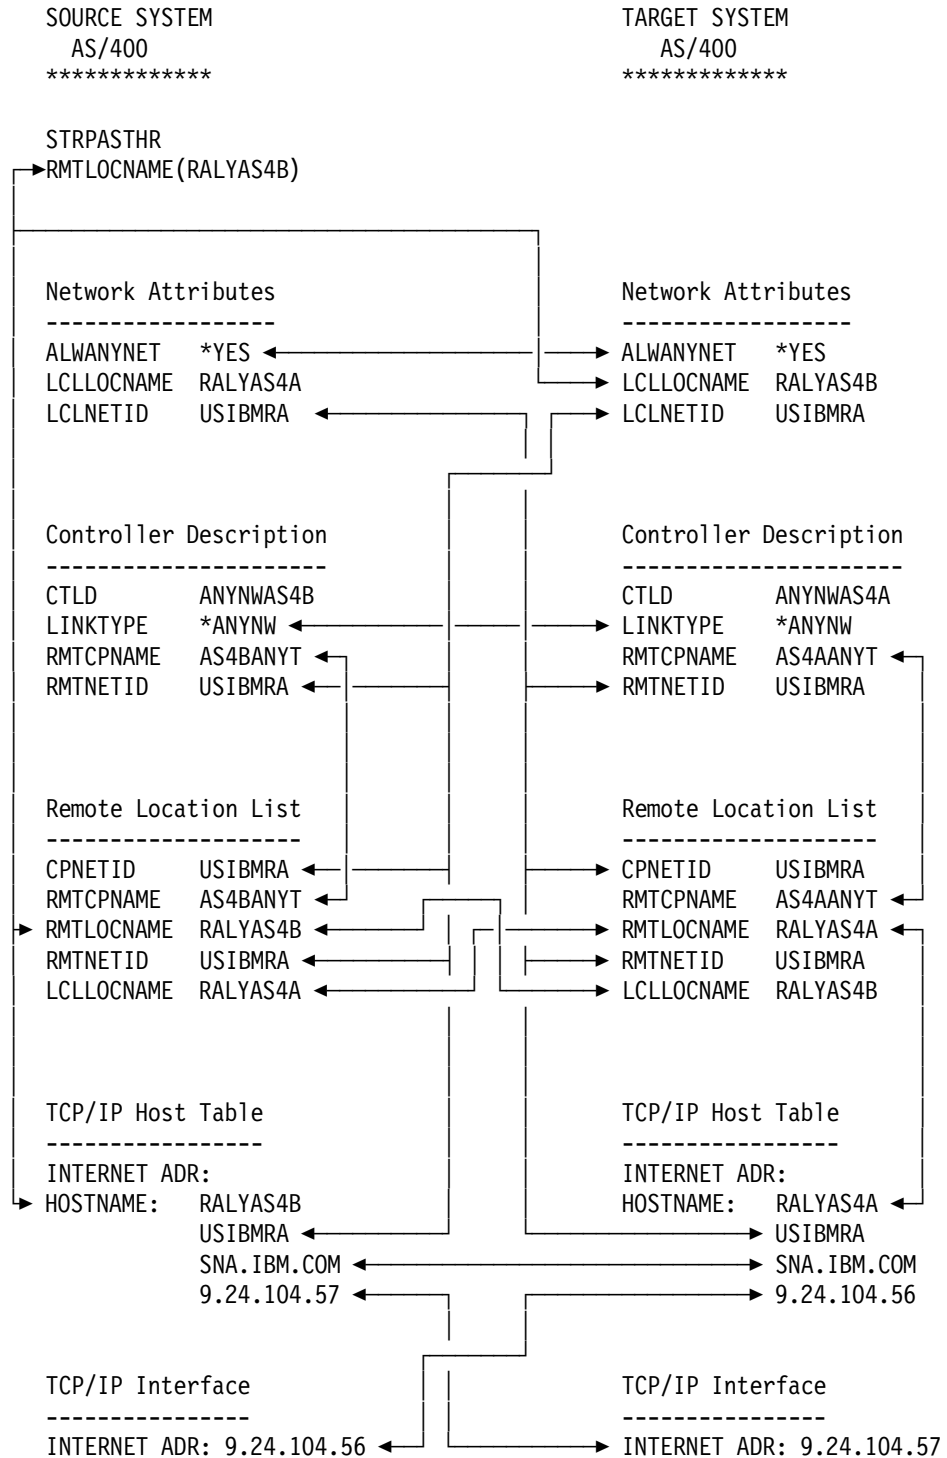 SOURCE SYSTEM TARGET SYSTEM
AS/400 AS/400
************* *************
STRPASTHR
RMTLOCNAME(RALYAS4B)
Network Attributes Network Attributes
------------------ ------------------
ALWANYNET *YES ALWANYNET *YES
LCLLOCNAME RALYAS4A LCLLOCNAME RALYAS4B
LCLNETID USIBMRA LCLNETID USIBMRA
Controller Description Controller Description
---------------------- ----------------------
CTLD ANYNWAS4B CTLD ANYNWAS4A
LINKTYPE *ANYNW LINKTYPE *ANYNW
RMTCPNAME AS4BANYT RMTCPNAME AS4AANYT
RMTNETID USIBMRA RMTNETID USIBMRA
Remote Location List Remote Location List
-------------------- --------------------
CPNETID USIBMRA CPNETID USIBMRA
RMTCPNAME AS4BANYT RMTCPNAME AS4AANYT
RMTLOCNAME RALYAS4B RMTLOCNAME RALYAS4A
RMTNETID USIBMRA RMTNETID USIBMRA
LCLLOCNAME RALYAS4A LCLLOCNAME RALYAS4B
TCP/IP Host Table TCP/IP Host Table
----------------- -----------------
INTERNET ADR: INTERNET ADR:
HOSTNAME: RALYAS4B HOSTNAME: RALYAS4A
USIBMRA USIBMRA
SNA.IBM.COM SNA.IBM.COM
9.24.104.57 9.24.104.56
TCP/IP Interface TCP/IP Interface
---------------- ----------------
INTERNET ADR: 9.24.104.56 INTERNET ADR: 9.24.104.57